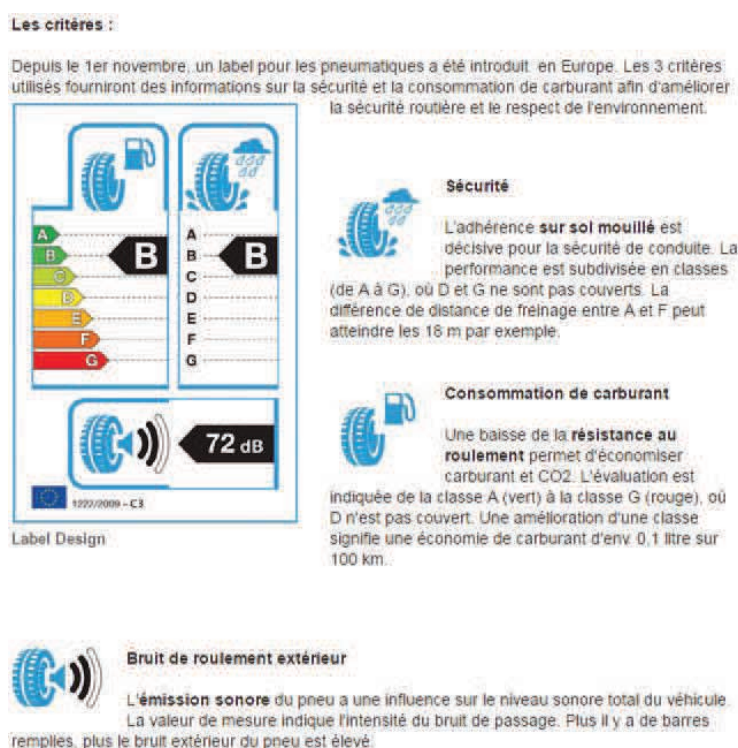 Les critères :
Depuis le 1er novembre, un label pour les pneumatiques a été introduit en Europe. Les 3 critères
utilisés fourniront des informations sur la sécurité et la consommation de carburant afin d'améliorer
la sécurité routière et le respect de l'environnement.
A
B
C
D
E
F
G
B
A
B
C
D
E
F
G
B
72 dB
1222/2009 - C3
Label Design
Sécurité
L'adhérence sur sol mouillé est
décisive pour la sécurité de conduite. La
performance est subdivisée en classes
(de A à G), où D et G ne sont pas couverts. La
différence de distance de freinage entre A et F peut
atteindre les 18 m par exemple.
Consommation de carburant
Une baisse de la résistance au
roulement permet d'économiser
carburant et CO2. L'évaluation est
indiquée de la classe A (vert) à la classe G (rouge), où
D n'est pas couvert. Une amélioration d'une classe
signifie une économie de carburant d'env. 0,1 litre sur
100 km.
Bruit de roulement extérieur
L'émission sonore du pneu a une influence sur le niveau sonore total du véhicule.
La valeur de mesure indique l'intensité du bruit de passage. Plus il y a de barres
remplies, plus le bruit extérieur du pneu est élevé.